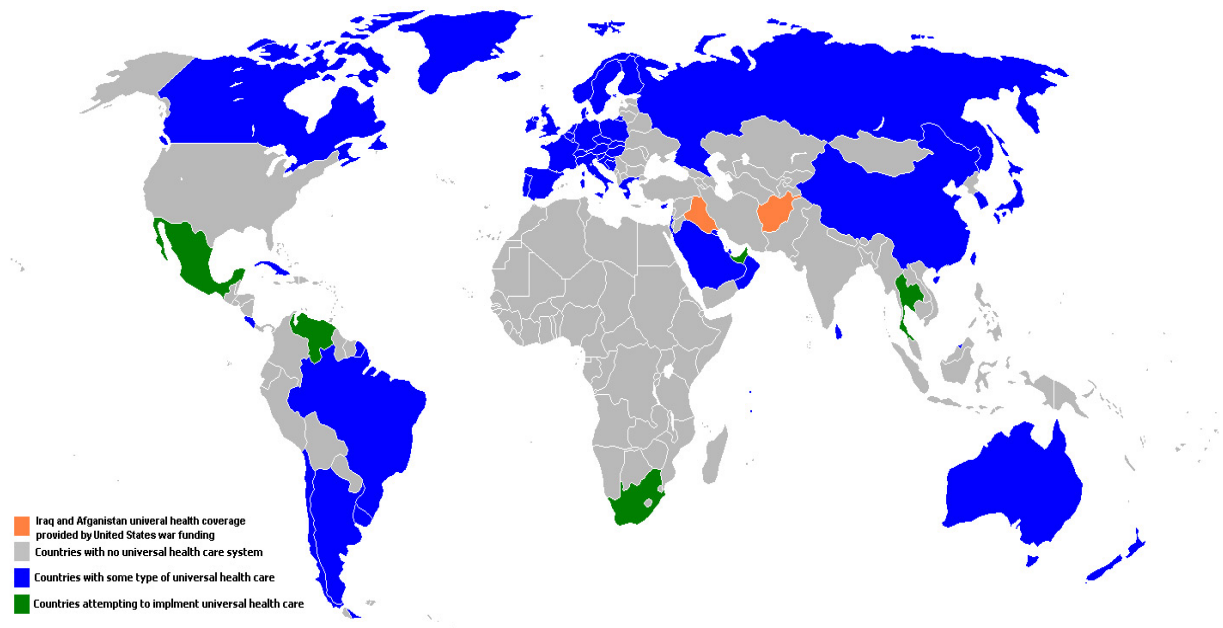 Iraq and Afganistan univeral health coverage
provided by United States war funding
Countries with no universal health care system
Countries with some type of universal health care
Countries attempting to implment universal health care